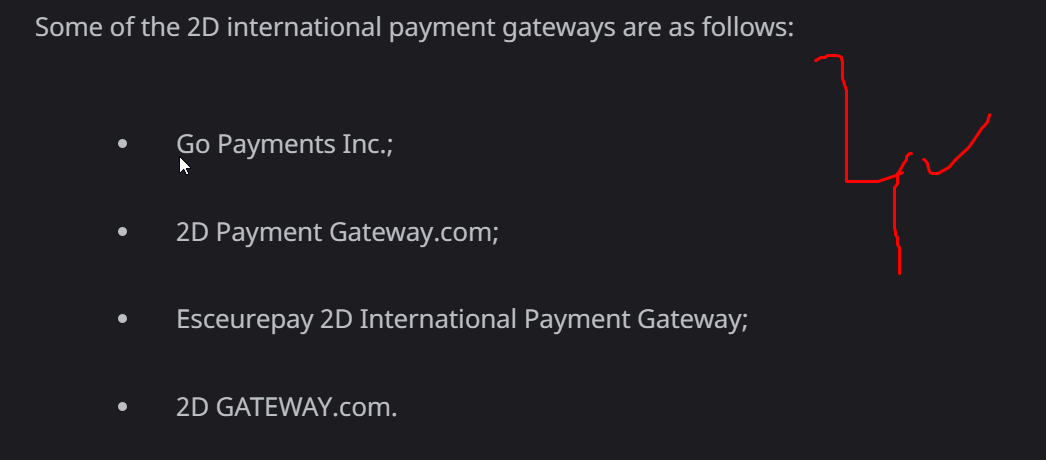 Some of the 2D international payment gateways are as follows:
• Go Payments Inc.;
• 2D Payment Gateway.com;
• Esceurepay 2D International Payment Gateway;
• 2D GATEWAY.com.